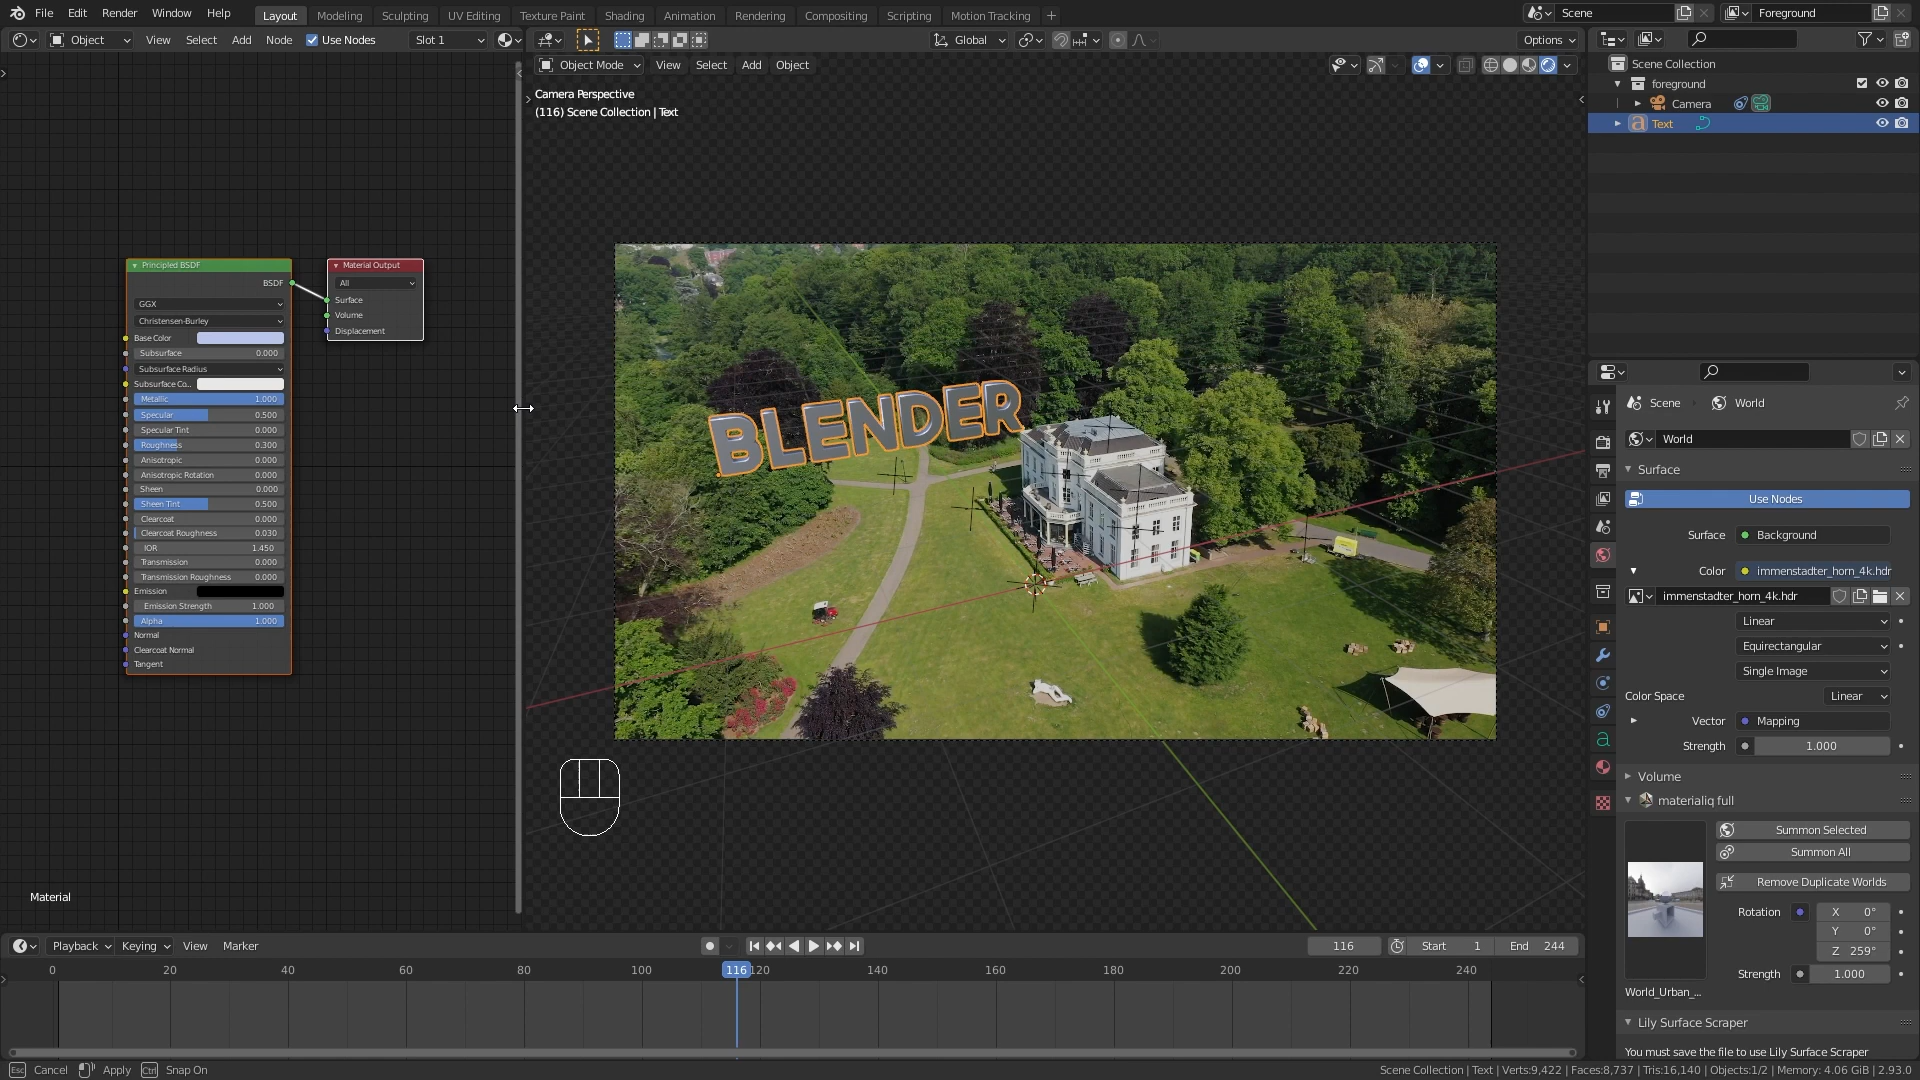 File Edit Render Window Help Layout Modeling Sculpting UV Editing Texture Paint Shading Animation Rendering Compositing Scripting Motion Tracking + Scene Foreground
Object View Select Add Node Use Nodes Slot 1 Global Options
Object Mode View Select Add Object
Camera Perspective
(116) Scene Collection | Text
Scene Collection
foreground
Camera
Text
BLENDER
Principled BSDF
BSDF
GGX
Christensen-Burley
Base Color
Subsurface 0.000
Subsurface Radius
Subsurface Co..
Metallic 1.000
Specular 0.500
Specular Tint 0.000
Roughness 0.300
Anisotropic 0.000
Anisotropic Rotation 0.000
Sheen 0.000
Sheen Tint 0.500
Clearcoat 0.000
Clearcoat Roughness 0.030
IOR 1.450
Transmission 0.000
Transmission Roughness 0.000
Emission
Emission Strength 1.000
Alpha 1.000
Normal
Clearcoat Normal
Tangent
Material Output
All
Surface
Volume
Displacement
Material
Scene World
World
Surface
Use Nodes
Surface Background
Color immenstadter_horn_4k.hdr
immenstadter_horn_4k.hdr
Linear
Equirectangular
Single Image
Color Space Linear
Vector Mapping
Strength 1.000
Volume
materialiq full
Summon Selected
Summon All
Remove Duplicate Worlds
Rotation X 0°
Y 0°
Z 259°
Strength 1.000
World_Urban_...
Lily Surface Scraper
You must save the file to use Lily Surface Scraper
Playback Keying View Marker 116 Start 1 End 244
0 20 40 60 80 100 116 120 140 160 180 200 220 240
Esc Cancel Apply Ctrl Snap On Scene Collection | Text | Verts:9,422 | Faces:8,737 | Tris:16,140 | Objects:1/2 | Memory: 4.06 GiB | 2.93.0